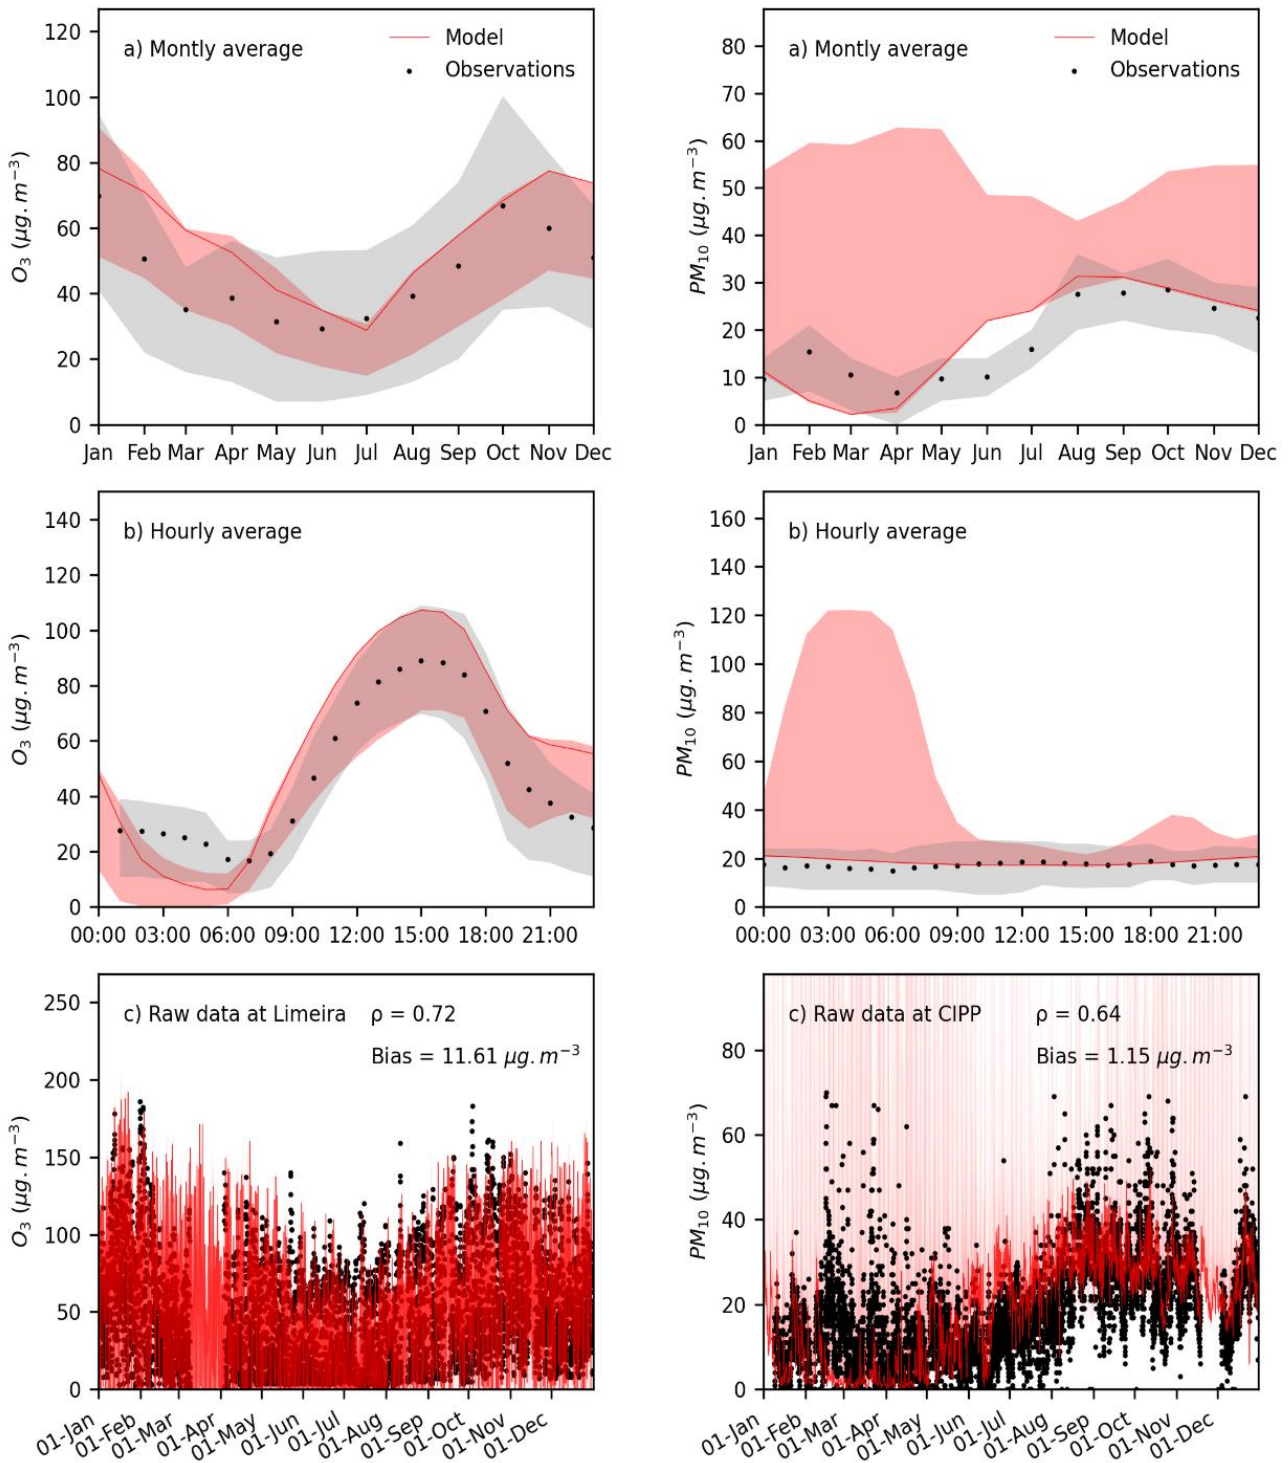 a) Montly average
Model
Observations
O3 (μg.m−3)
120
100
80
60
40
20
0
Jan Feb Mar Apr May Jun Jul Aug Sep Oct Nov Dec
a) Montly average
Model
Observations
PM10 (μg.m−3)
80
70
60
50
40
30
20
10
0
Jan Feb Mar Apr May Jun Jul Aug Sep Oct Nov Dec
b) Hourly average
O3 (μg.m−3)
140
120
100
80
60
40
20
0
00:00 03:00 06:00 09:00 12:00 15:00 18:00 21:00
b) Hourly average
PM10 (μg.m−3)
160
140
120
100
80
60
40
20
0
00:00 03:00 06:00 09:00 12:00 15:00 18:00 21:00
c) Raw data at Limeira ρ = 0.72
Bias = 11.61 μg.m−3
O3 (μg.m−3)
250
200
150
100
50
0
01-Jan 01-Feb 01-Mar 01-Apr 01-May 01-Jun 01-Jul 01-Aug 01-Sep 01-Oct 01-Nov 01-Dec
c) Raw data at CIPP ρ = 0.64
Bias = 1.15 μg.m−3
PM10 (μg.m−3)
80
60
40
20
0
01-Jan 01-Feb 01-Mar 01-Apr 01-May 01-Jun 01-Jul 01-Aug 01-Sep 01-Oct 01-Nov 01-Dec